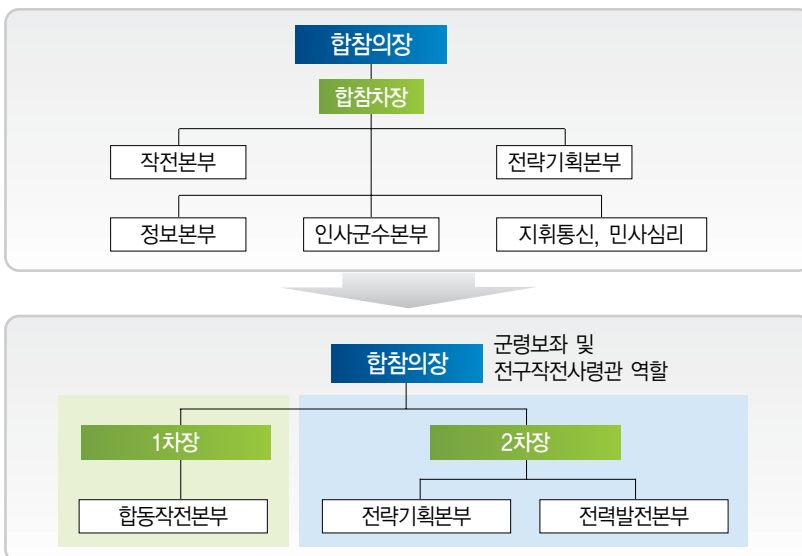 합참의장
합참차장
작전본부
전략기획본부
정보본부
인사군수본부
지휘통신, 민사심리
합참의장
군령보좌 및
전구작전사령관 역할
1차장
2차장
합동작전본부
전략기획본부
전력발전본부